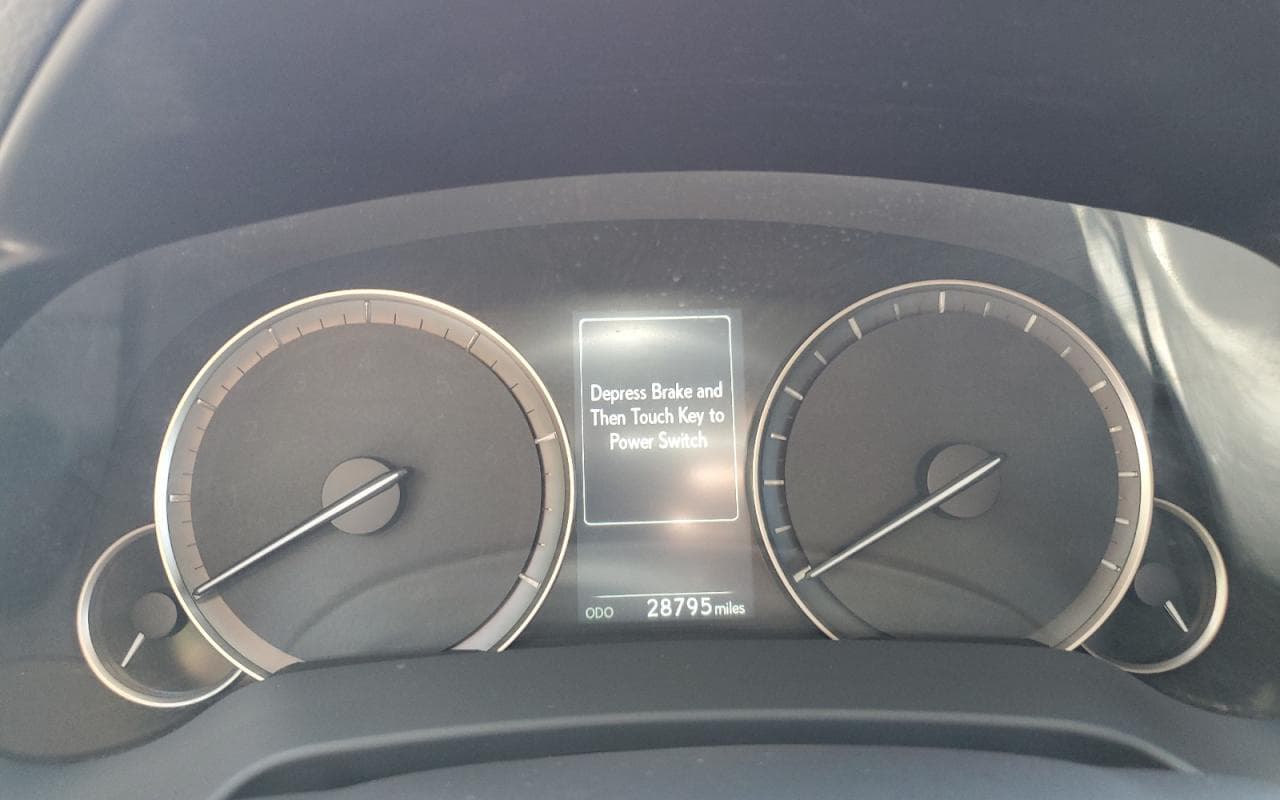 Depress Brake and
Then Touch Key to
Power Switch
ODO 28795 miles